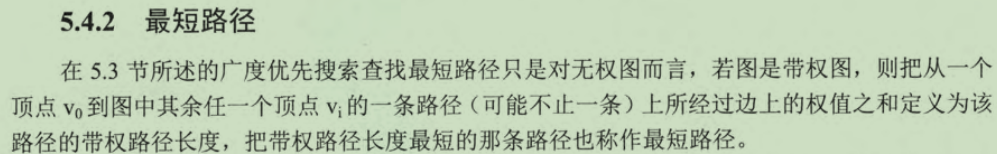 5.4.2 最短路径
在 5.3 节所述的广度优先搜索查找最短路径只是对无权图而言，若图是带权图，则把从一个
顶点 v₀ 到图中其余任一个顶点 vᵢ 的一条路径（可能不止一条）上所经过边上的权值之和定义为该
路径的带权路径长度，把带权路径长度最短的那条路径也称作最短路径。